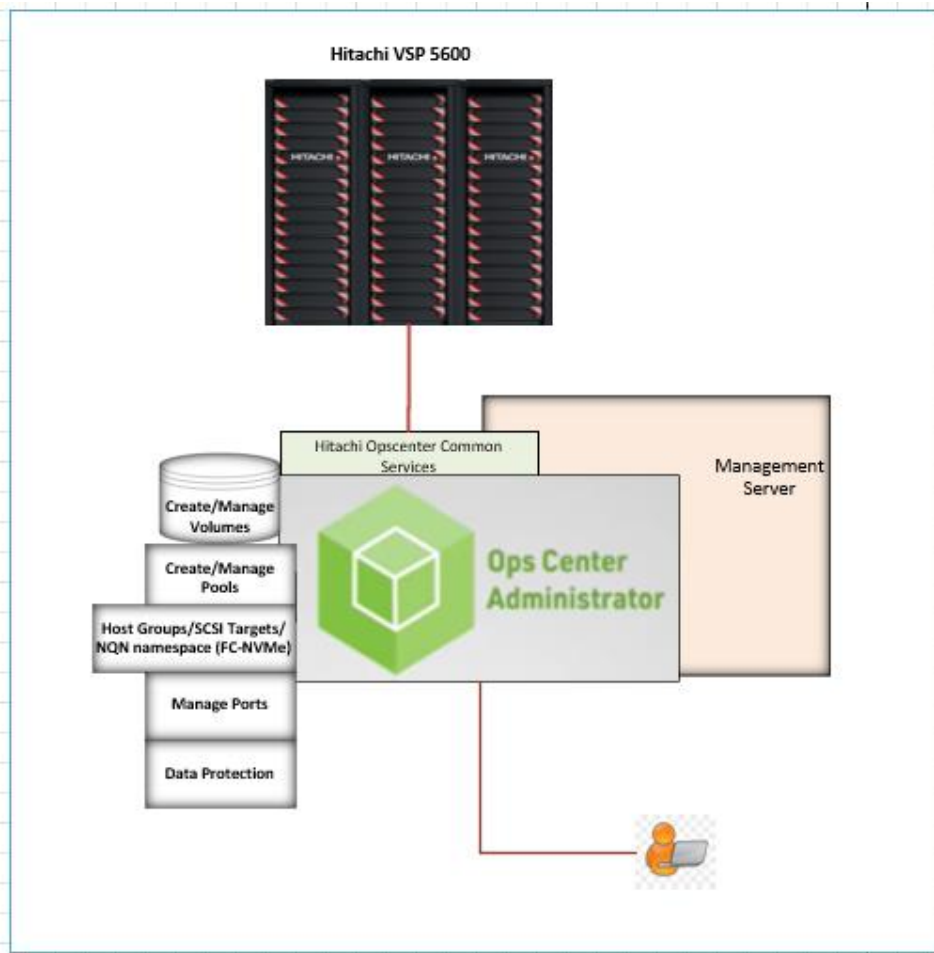 Hitachi VSP 5600
HITACHI
HITACHI
HITACHI
Hitachi Opscenter Common
Services
Management
Server
Create/Manage
Volumes
Ops Center
Administrator
Create/Manage
Pools
Host Groups/SCSI Targets/
NQN namespace (FC-NVMe)
Manage Ports
Data Protection